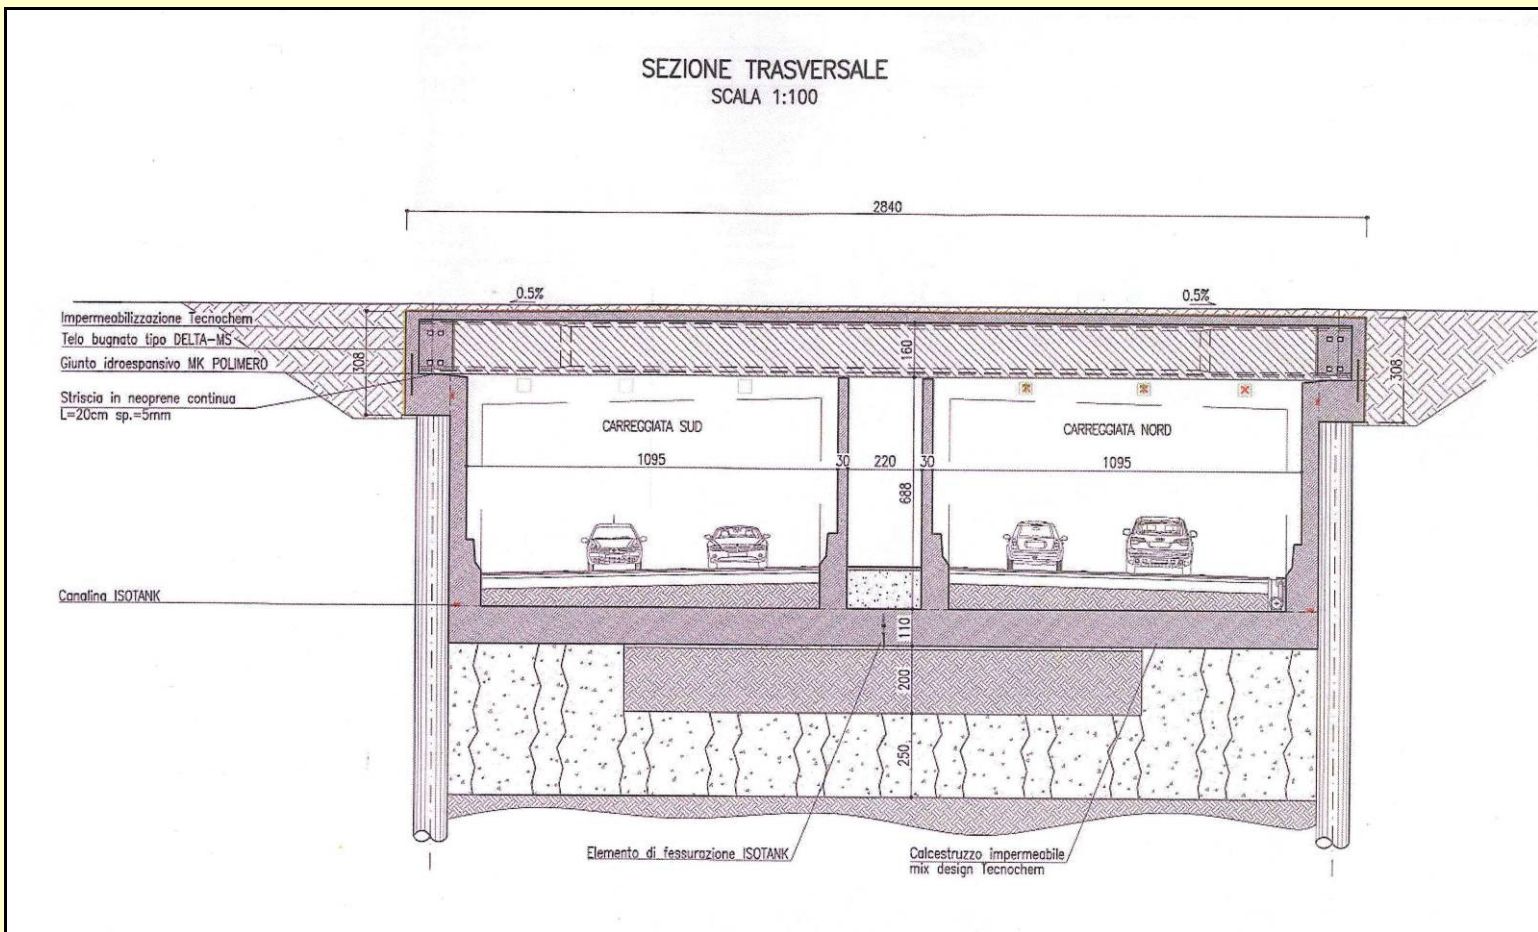 SEZIONE TRASVERSALE
SCALA 1:100
2840
0.5%
0.5%
Impermeabilizzazione Tecnochem
Telo bugnato tipo DELTA-MS
Giunto idroespansivo MK POLIMERO
Striscia in neoprene continua
L=20cm sp.=5mm
308
160
308
CARREGGIATA SUD
CARREGGIATA NORD
1095
30
220
30
1095
688
Canalina ISOTANK
110
200
250
Elemento di fessurazione ISOTANK
Calcestruzzo impermeabile
mix design Tecnochem